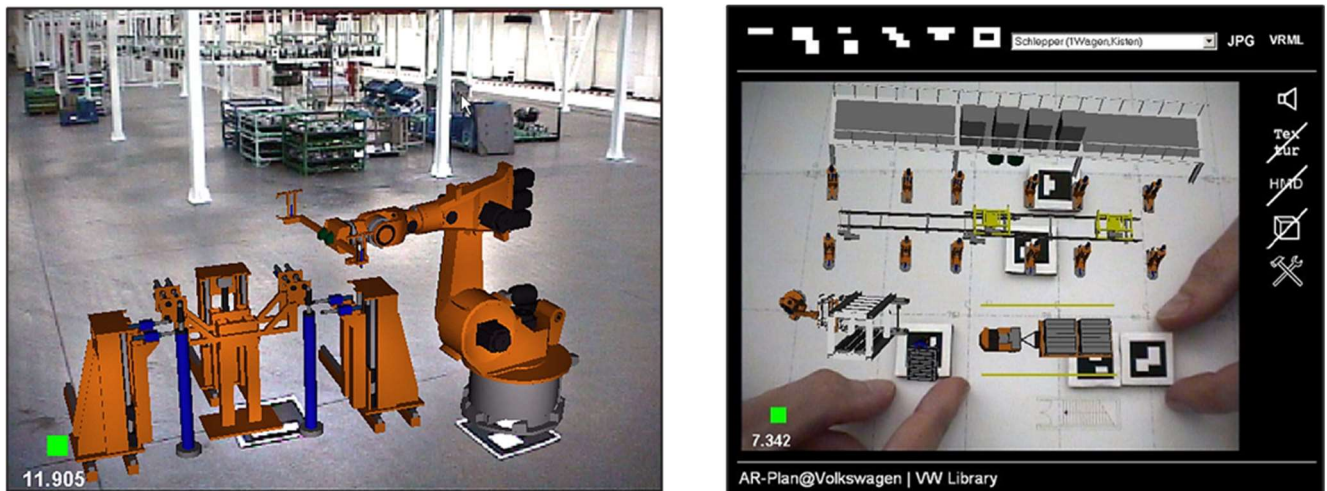 11.905
Schlepper (1Wagen,Kisten)
JPG
VRML
Tex
tur
HMD
7.342
AR-Plan@Volkswagen | VW Library